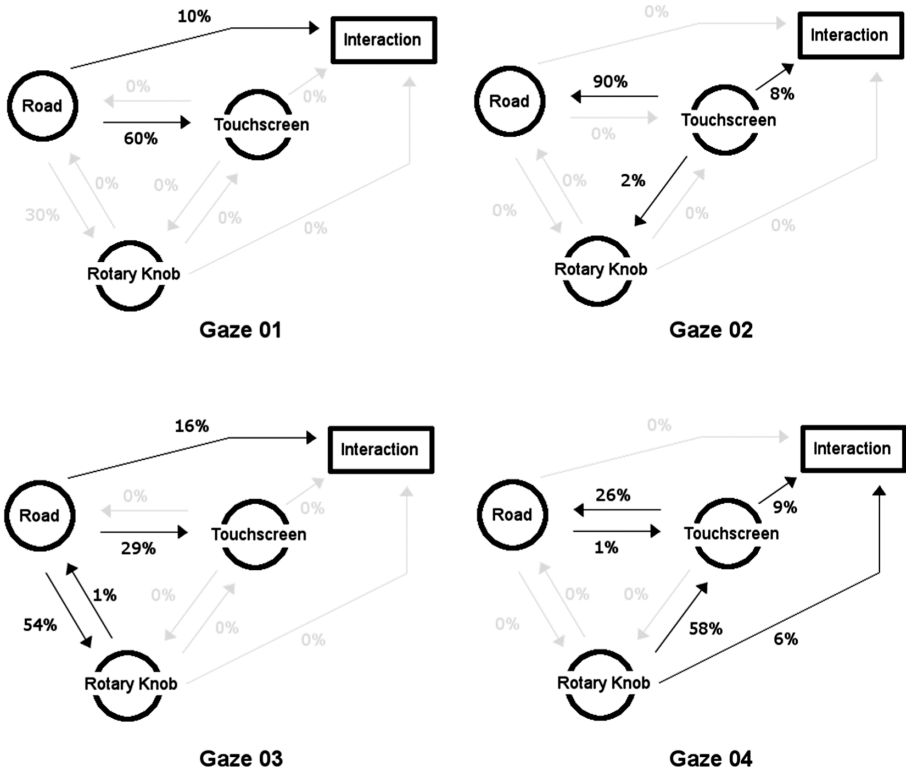 10%
Interaction
0%
Road
0%
Touchscreen
60%
0%
0%
30%
0%
0%
Rotary Knob
Gaze 01
0%
Interaction
90%
8%
Road
Touchscreen
0%
0%
2%
0%
0%
0%
Rotary Knob
Gaze 02
16%
Interaction
0%
0%
Road
Touchscreen
29%
1%
0%
54%
0%
0%
Rotary Knob
Gaze 03
0%
Interaction
26%
9%
Road
Touchscreen
1%
0%
0%
0%
58%
6%
Rotary Knob
Gaze 04